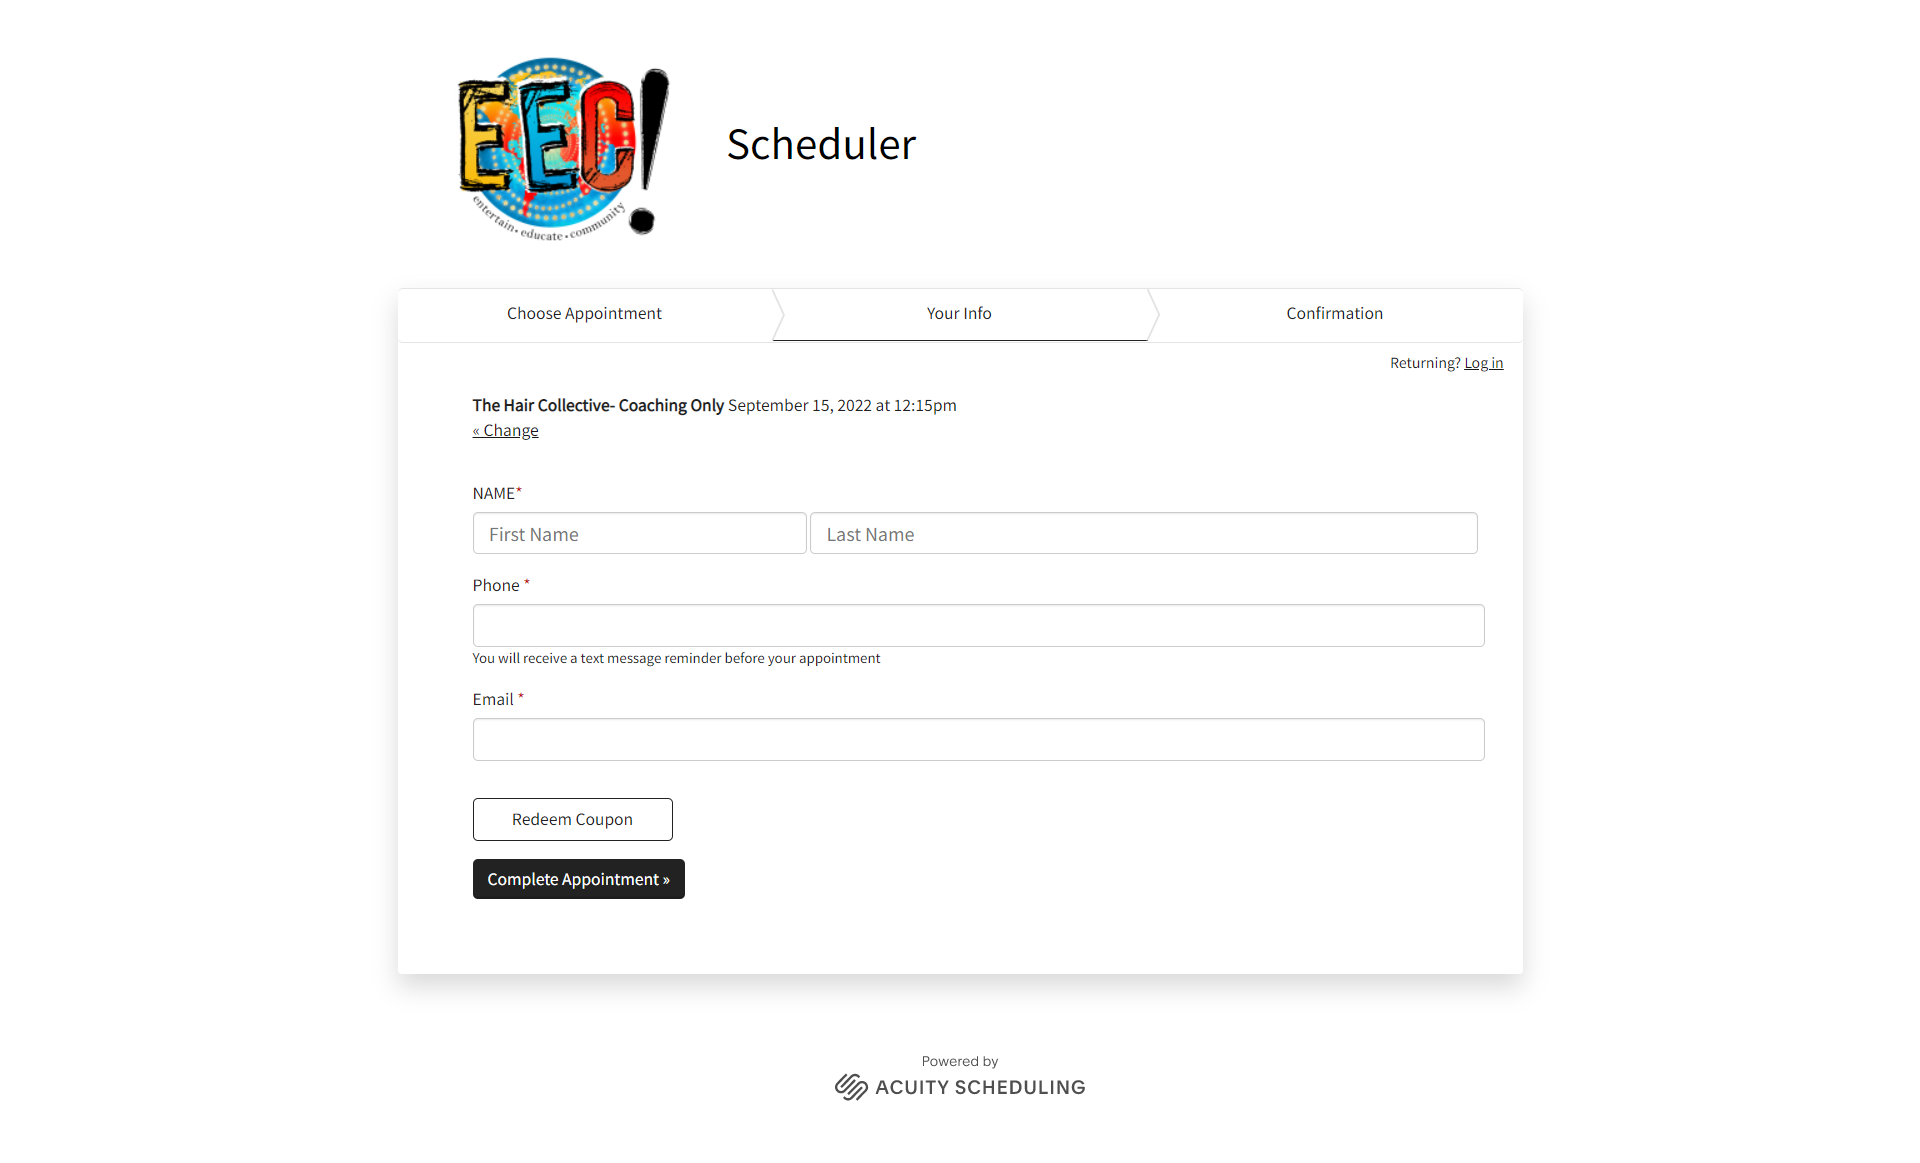 EEC!
entertain • educate • community
Scheduler
Choose Appointment
Your Info
Confirmation
Returning? Log in
The Hair Collective- Coaching Only September 15, 2022 at 12:15pm
« Change
NAME*
First Name
Last Name
Phone *
You will receive a text message reminder before your appointment
Email *
Redeem Coupon
Complete Appointment »
Powered by
ACUITY SCHEDULING